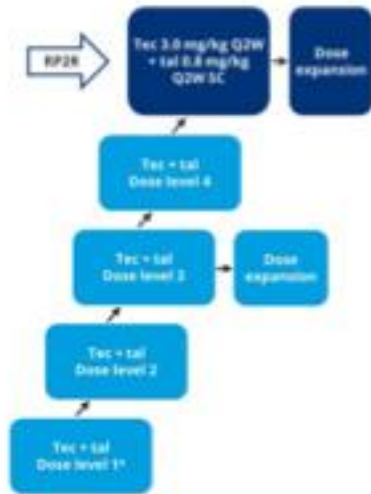 RP2R
Tec 3.0 mg/kg Q2W
+ tal 0.8 mg/kg
Q2W SC
Dose
expansion
Tec + tal
Dose level 4
Tec + tal
Dose level 3
Dose
expansion
Tec + tal
Dose level 2
Tec + tal
Dose level 1*